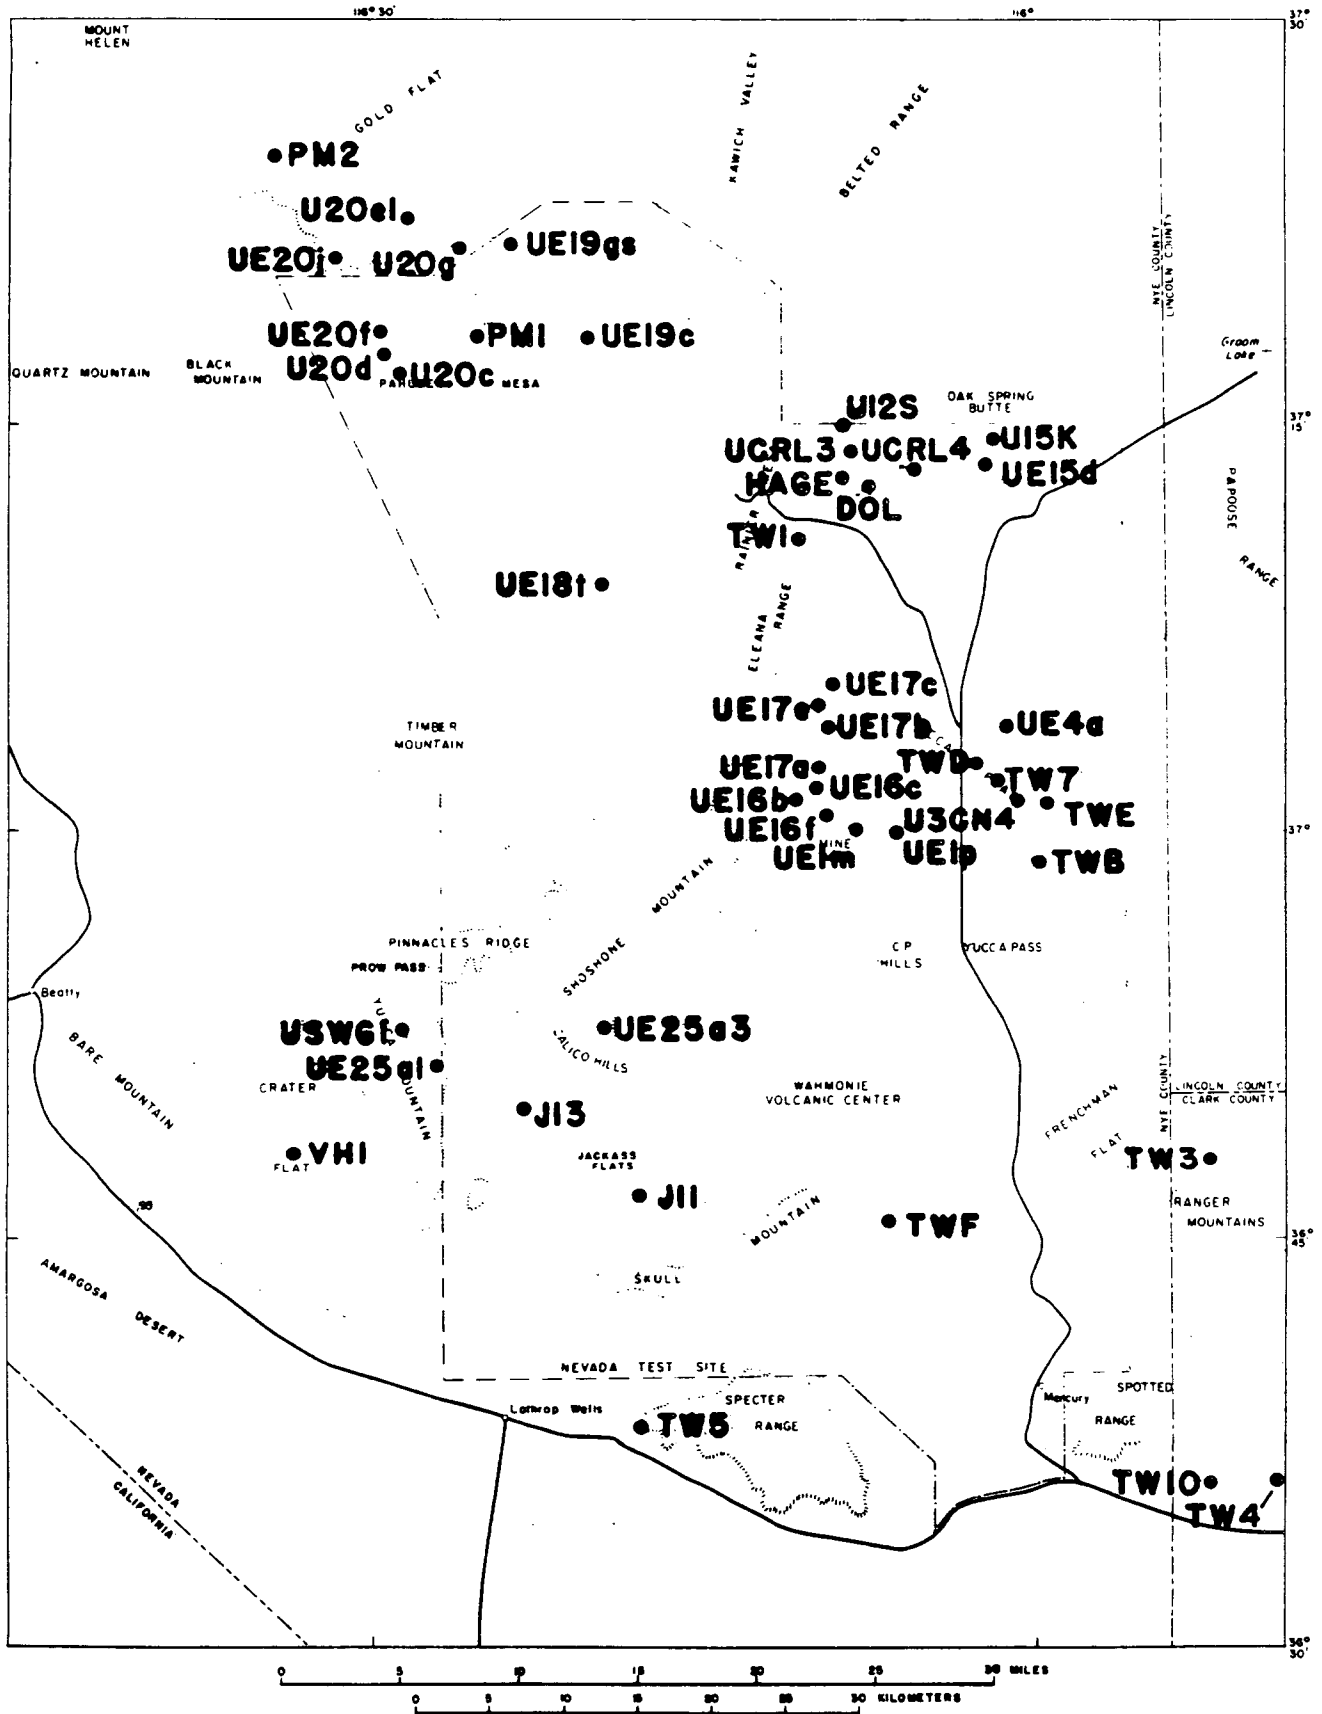 116° 30'
116°
37°
30'
MOUNT
HELEN
GOLD FLAT
KAWICH VALLEY
BELTED RANGE
PM2
U20e1
UE20j
U20g
UE19gs
NYE COUNTY
LINCOLN COUNTY
UE20f
PM1
UE19c
U20d
U20c
QUARTZ MOUNTAIN
BLACK
MOUNTAIN
MESA
Groom
Lake
OAK SPRING
BUTTE
37°
15'
U12S
UCRL3
UCRL4
U15K
UE15d
HAGE
DOL
TW1
PAPOOSE
RANGE
UE18t
ELEANA
RANGE
UE17c
UE17e
UE17b
UE4a
TIMBER
MOUNTAIN
TWD
UE17a
TW7
UE16c
UE16b
TWE
UE16f
U3CN4
37°
MINE
UE1m
UE1p
TWB
SHOSHONE MOUNTAIN
PINNACLES RIDGE
PROW PASS
C P
HILLS
YUCCA PASS
Beatty
BARE MOUNTAIN
UE25a3
CALICO HILLS
UE25a1
CRATER
FLAT
WAHMONIE
VOLCANIC CENTER
NYE COUNTY
LINCOLN COUNTY
CLARK COUNTY
FRENCHMAN
FLAT
J13
VH1
JACKASS
FLATS
TW3
J11
95
RANGER
MOUNTAINS
MOUNTAIN
TWF
36°
45'
SKULL
AMARGOSA DESERT
NEVADA TEST SITE
SPECTER
RANGE
SPOTTED
RANGE
Mercury
Lathrop Wells
TW5
NEVADA
CALIFORNIA
TW10
TW4
36°
30'
0 5 10 15 20 25 30 MILES
0 5 10 15 20 25 30 KILOMETERS